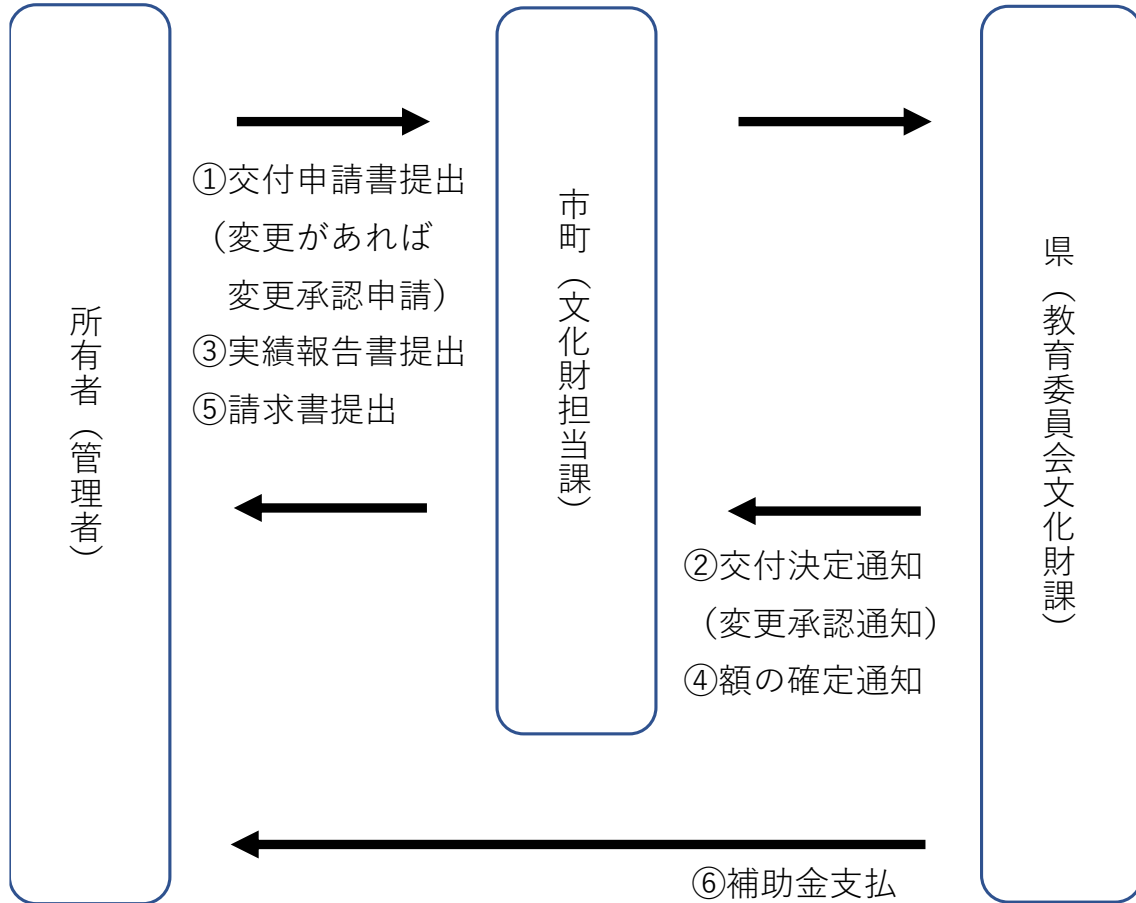 所有者（管理者）
①交付申請書提出
（変更があれば
変更承認申請）
③実績報告書提出
⑤請求書提出
市町（文化財担当課）
②交付決定通知
（変更承認通知）
④額の確定通知
県（教育委員会文化財課）
⑥補助金支払